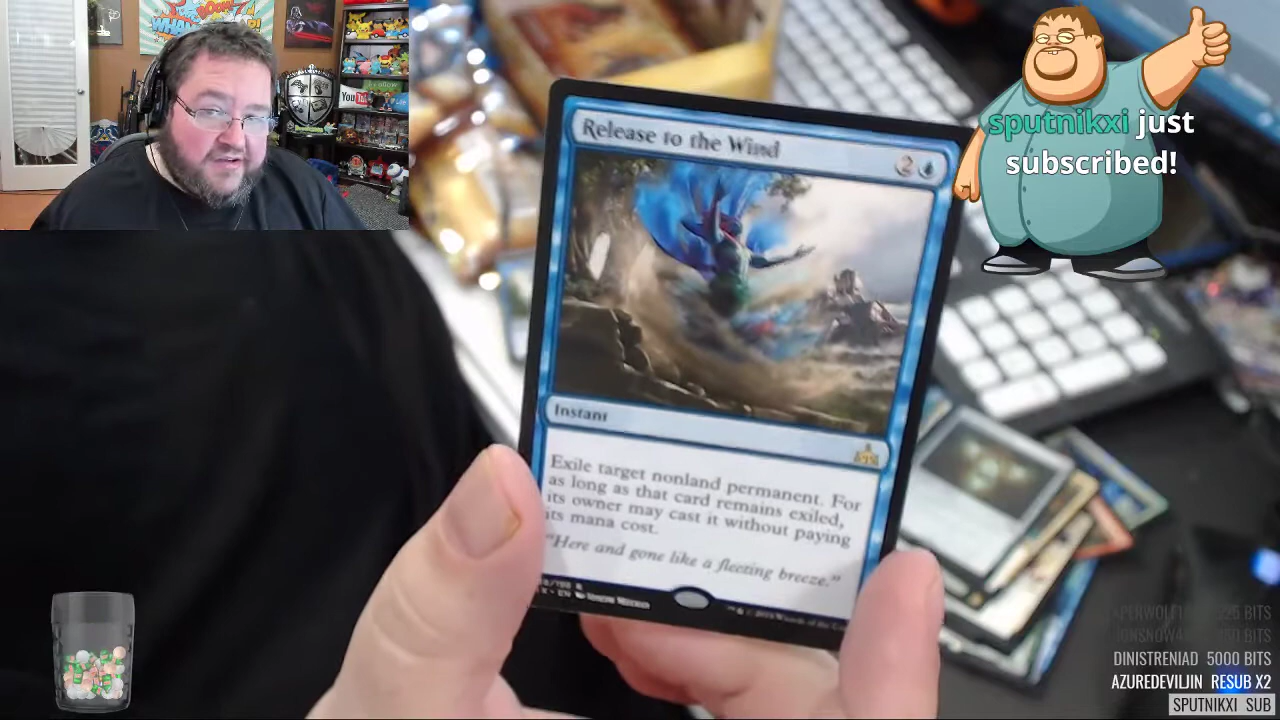 Release to the Wind
2
Instant
Exile target nonland permanent. For
as long as that card remains exiled,
its owner may cast it without paying
its mana cost.
"Here and gone like a fleeting breeze."
sputnikxi just
subscribed!
YouT
DINISTRENIAD 5000 BITS
AZUREDEVILJIN RESUB X2
SPUTNIKXI SUB